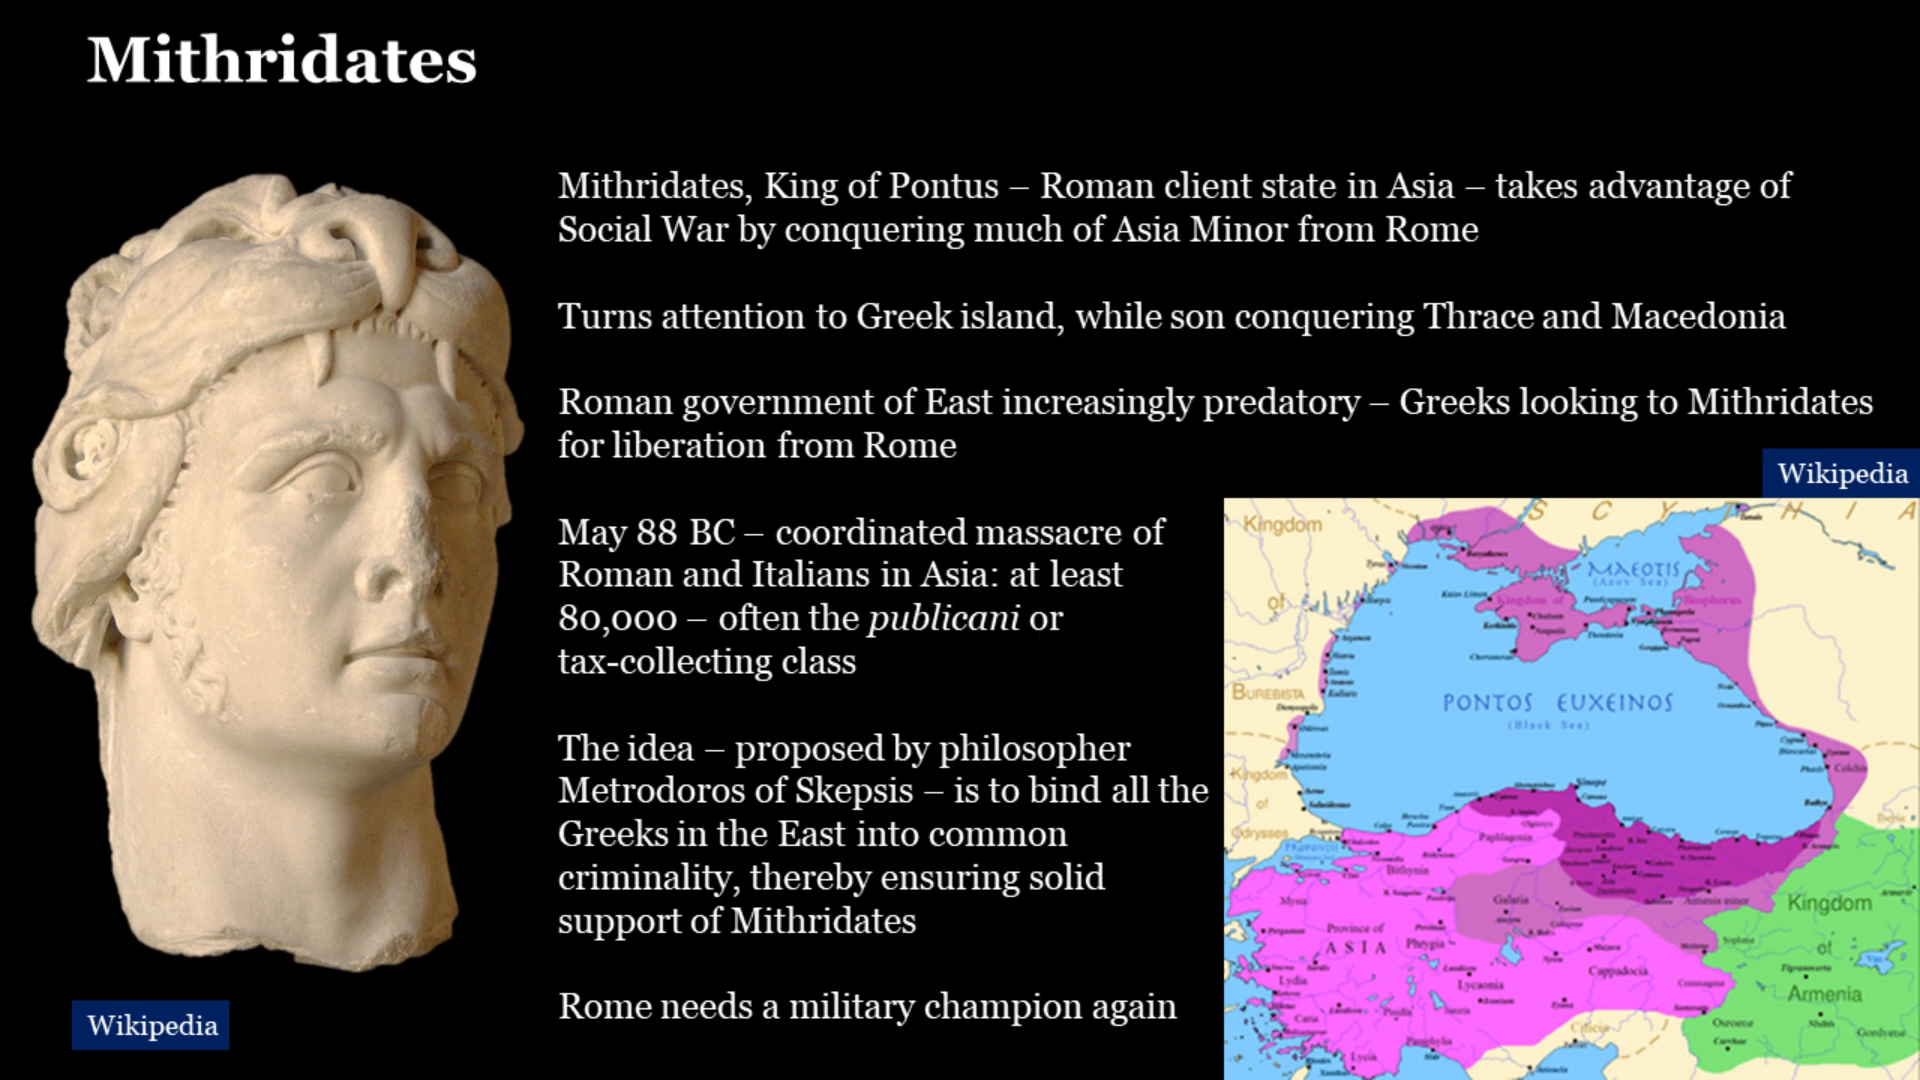 Mithridates
Mithridates, King of Pontus – Roman client state in Asia – takes advantage of
Social War by conquering much of Asia Minor from Rome
Turns attention to Greek island, while son conquering Thrace and Macedonia
Roman government of East increasingly predatory – Greeks looking to Mithridates
for liberation from Rome
Wikipedia
May 88 BC – coordinated massacre of
Roman and Italians in Asia: at least
80,000 – often the publicani or
tax-collecting class
The idea – proposed by philosopher
Metrodoros of Skepsis – is to bind all the
Greeks in the East into common
criminality, thereby ensuring solid
support of Mithridates
Rome needs a military champion again
Wikipedia
SCYTHIA
Kingdom
of
BUREBISTA
MAEOTIS
(Azov Sea)
Kingdom of
Bosphorus
PONTOS EUXEINOS
(Black Sea)
Kingdom
of
Odrysses
Colchis
Sinope
Paphlagonia
Bithynia
Galatia
Armenia minor
Mysia
Province of
ASIA
Phrygia
Lydia
Lycaonia
Cappadocia
Caria
Lycia
Pamphylia
Cilicia
Commagene
Sophene
Kingdom
of
Armenia
Osroene
Gordyene